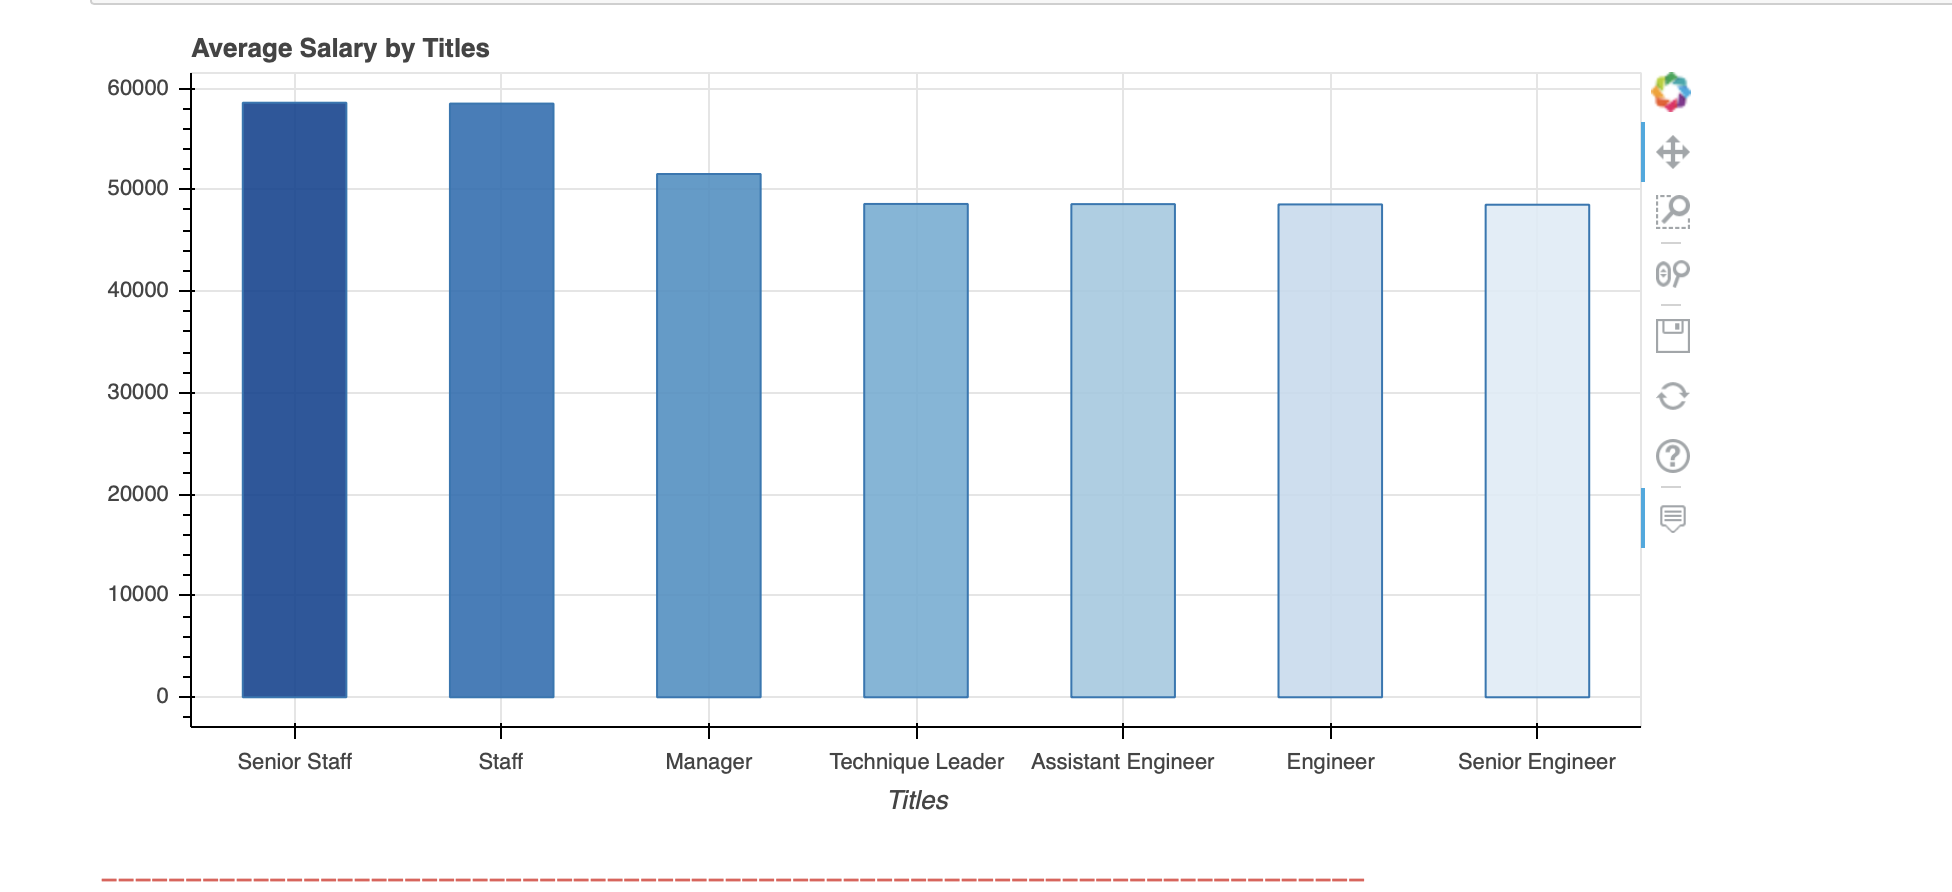 Average Salary by Titles
60000
50000
40000
30000
20000
10000
0
Senior Staff Staff Manager Technique Leader Assistant Engineer Engineer Senior Engineer
Titles